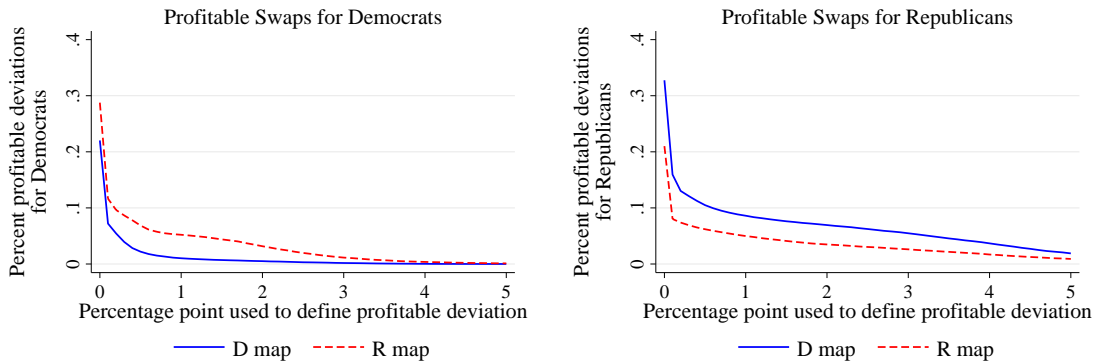 Profitable Swaps for Democrats
Percent profitable deviations
for Democrats
.4
.3
.2
.1
0
0 1 2 3 4 5
Percentage point used to define profitable deviation
D map R map
Profitable Swaps for Republicans
Percent profitable deviations
for Republicans
.4
.3
.2
.1
0
0 1 2 3 4 5
Percentage point used to define profitable deviation
D map R map